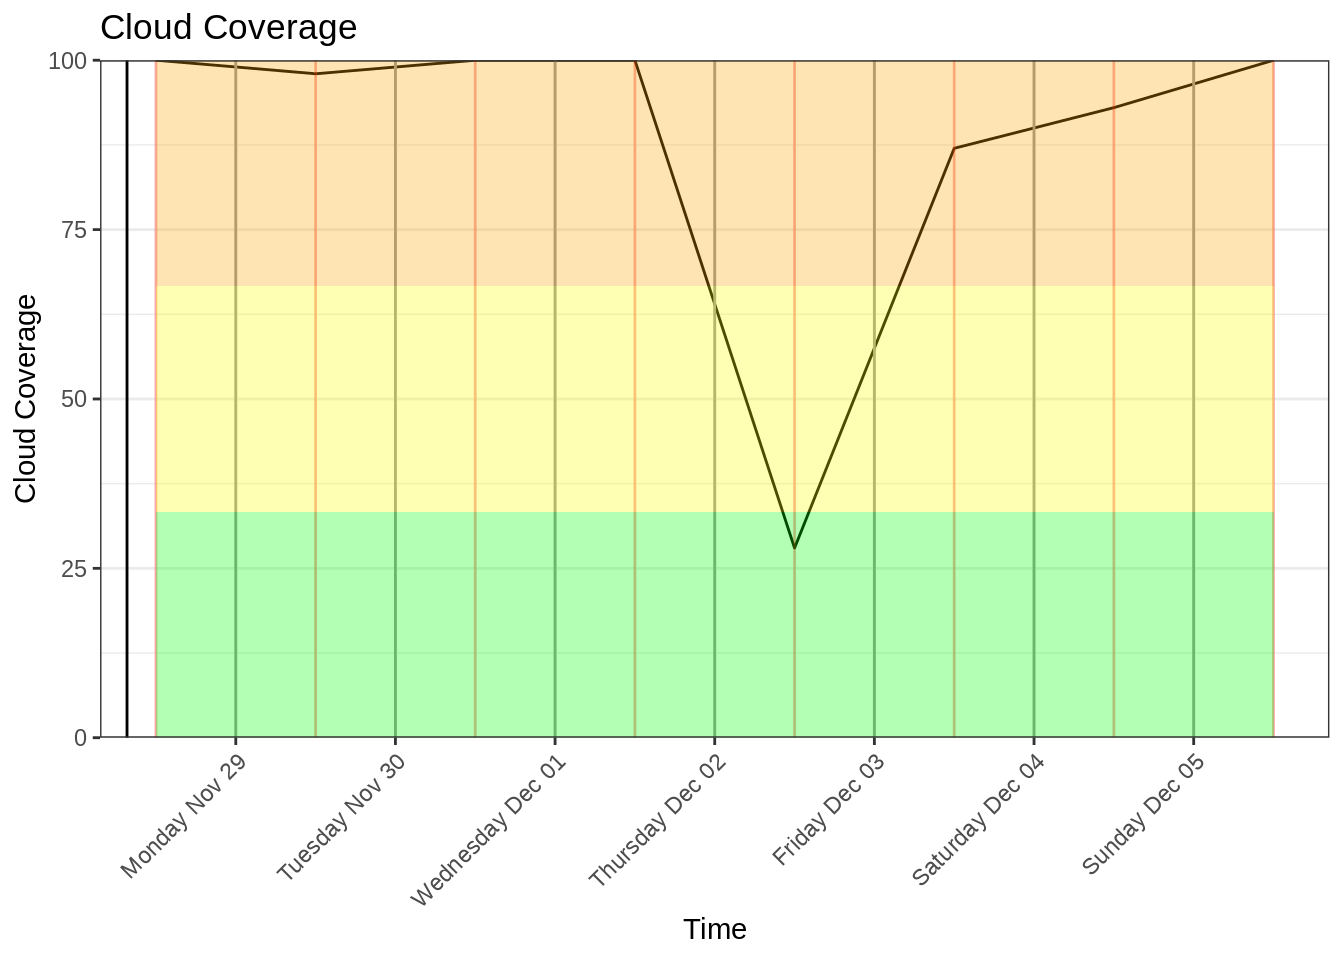 Cloud Coverage
Cloud Coverage
100
75
50
25
0
Monday Nov 29
Tuesday Nov 30
Wednesday Dec 01
Thursday Dec 02
Friday Dec 03
Saturday Dec 04
Sunday Dec 05
Time